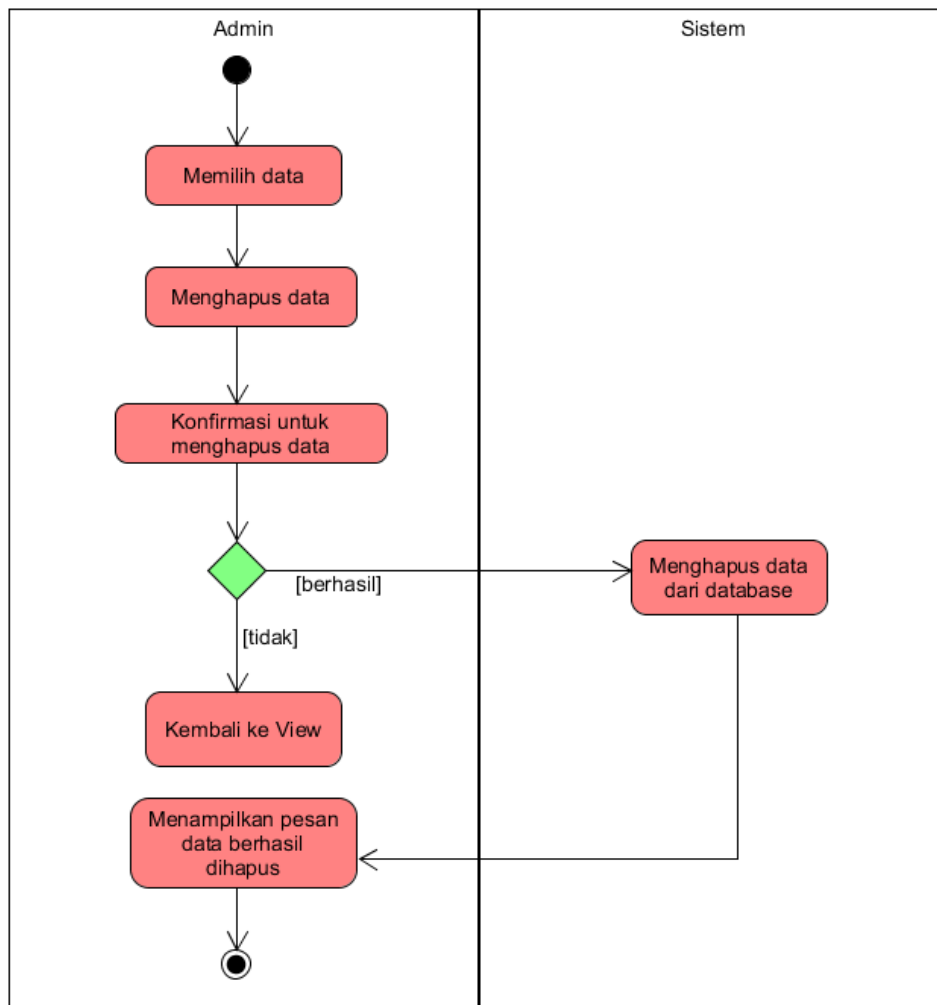 Admin
Sistem
Memilih data
Menghapus data
Konfirmasi untuk
menghapus data
[berhasil]
Menghapus data
dari database
[tidak]
Kembali ke View
Menampilkan pesan
data berhasil
dihapus